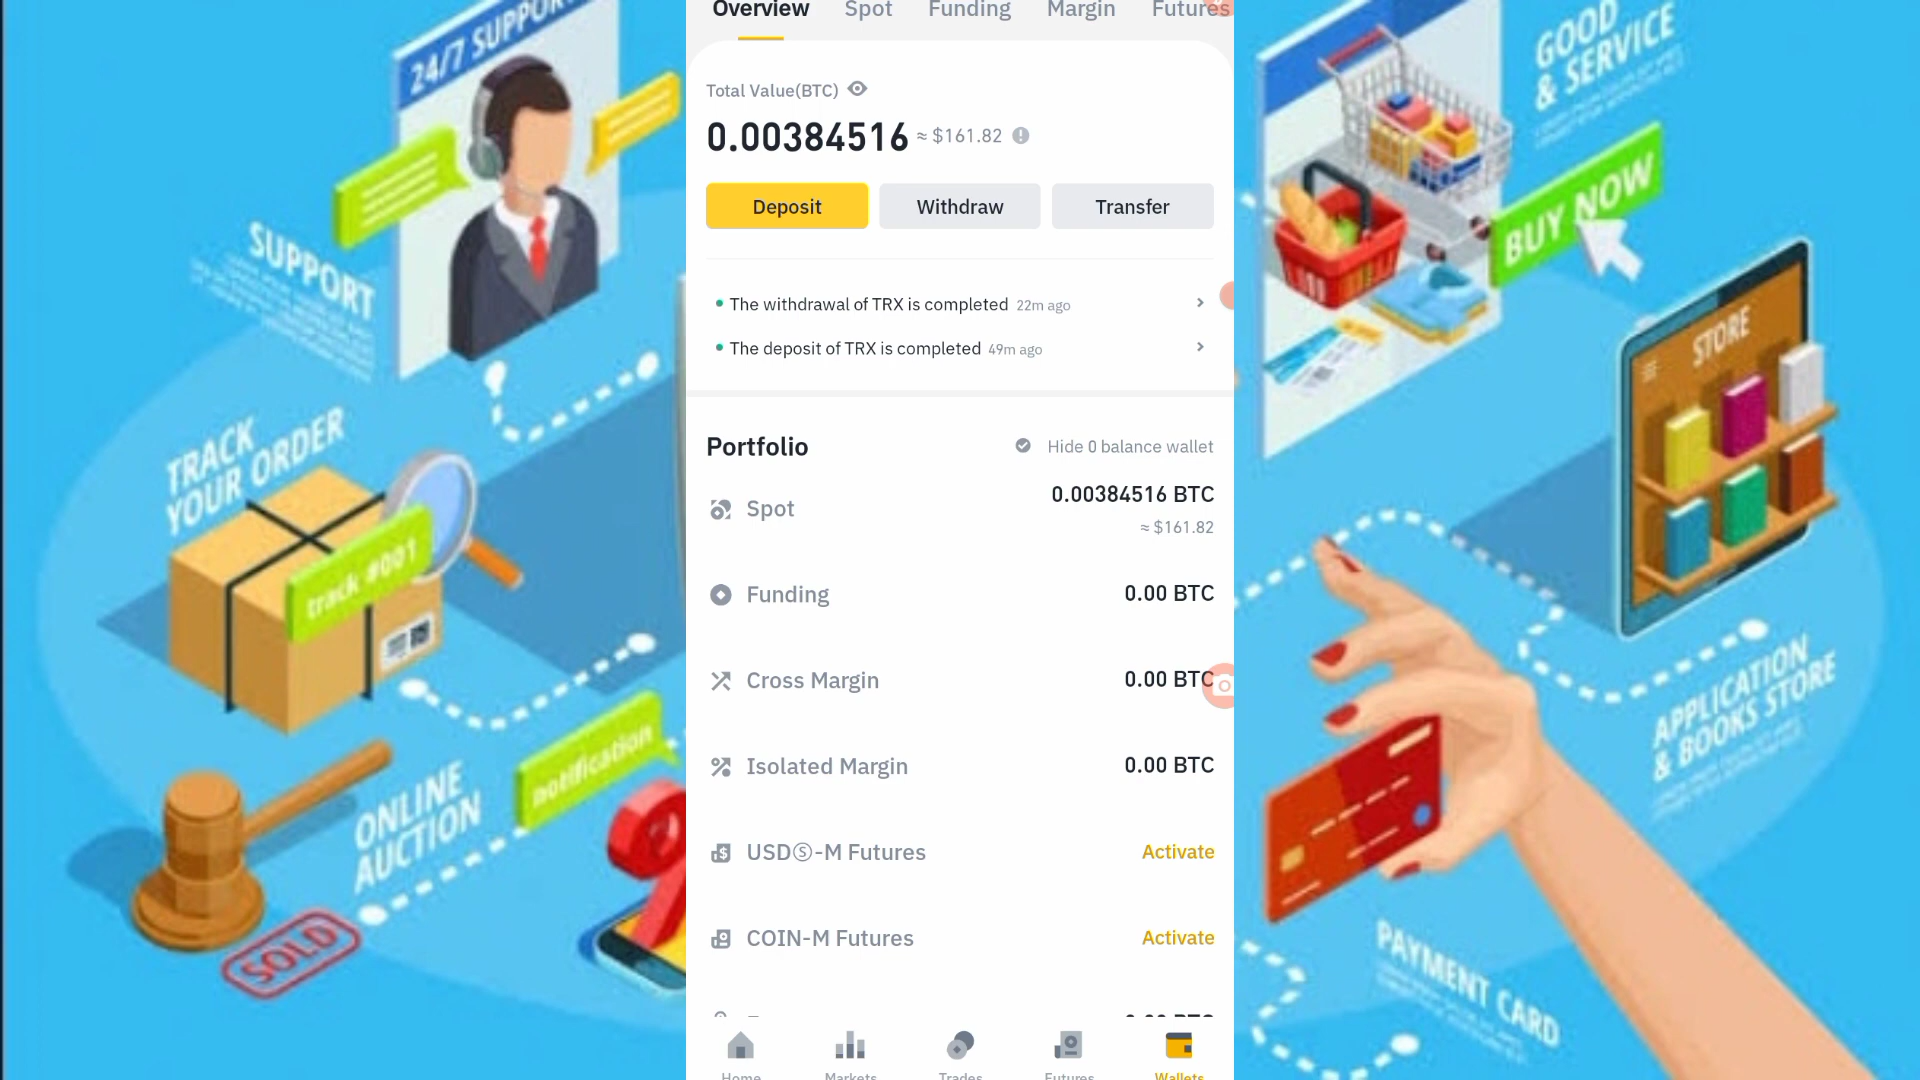 Overview Spot Funding Margin Futures
Total Value(BTC)
0.00384516 ≈ $161.82
Deposit Withdraw Transfer
The withdrawal of TRX is completed 22m ago
The deposit of TRX is completed 49m ago
Portfolio
Hide 0 balance wallet
Spot 0.00384516 BTC
≈ $161.82
Funding 0.00 BTC
Cross Margin 0.00 BTC
Isolated Margin 0.00 BTC
USDⓈ-M Futures Activate
COIN-M Futures Activate
0.00 BTC
Home Markets Trades Futures Wallets
24/7 SUPPORT
SUPPORT
TRACK
YOUR ORDER
track #001
notification
ONLINE
AUCTION
SOLD
GOOD
& SERVICE
BUY NOW
STORE
APPLICATION
& BOOKS STORE
PAYMENT CARD